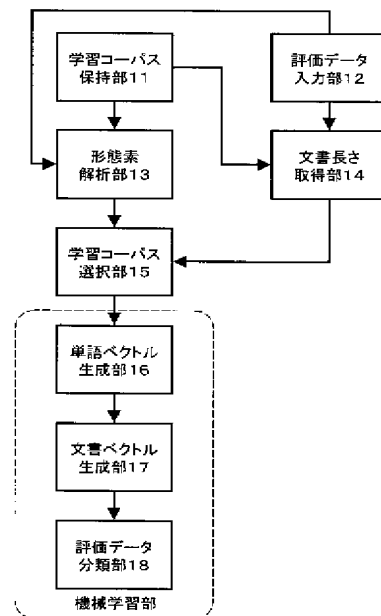 学習コーパス
保持部11
評価データ
入力部12
形態素
解析部13
文書長さ
取得部14
学習コーパス
選択部15
単語ベクトル
生成部16
文書ベクトル
生成部17
評価データ
分類部18
機械学習部